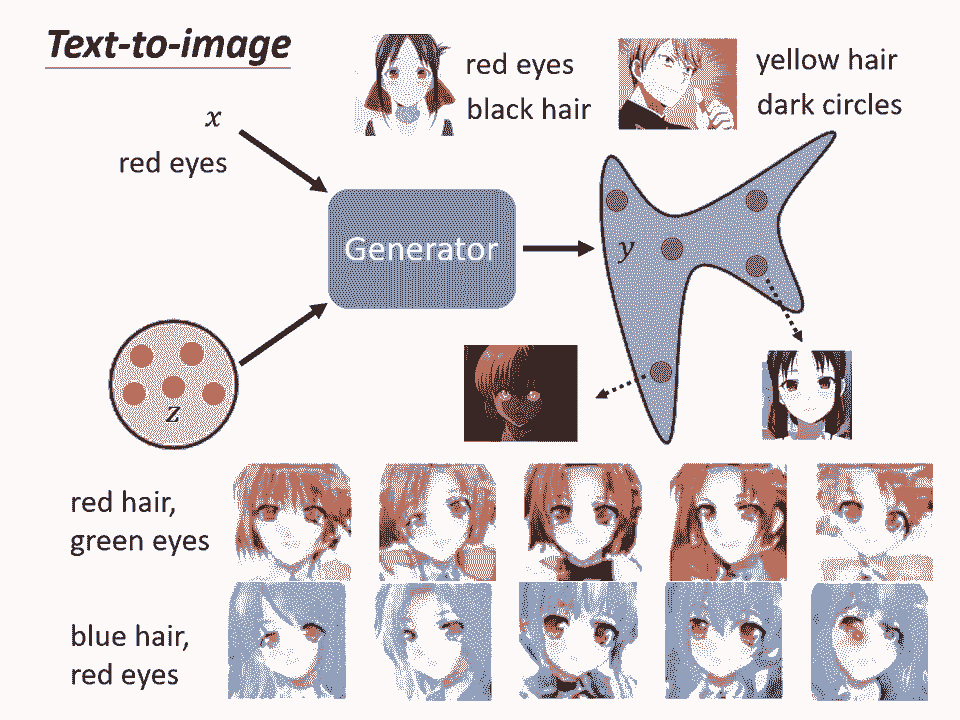 Text-to-image
red eyes
black hair
yellow hair
dark circles
x
red eyes
Generator
y
z
red hair,
green eyes
blue hair,
red eyes